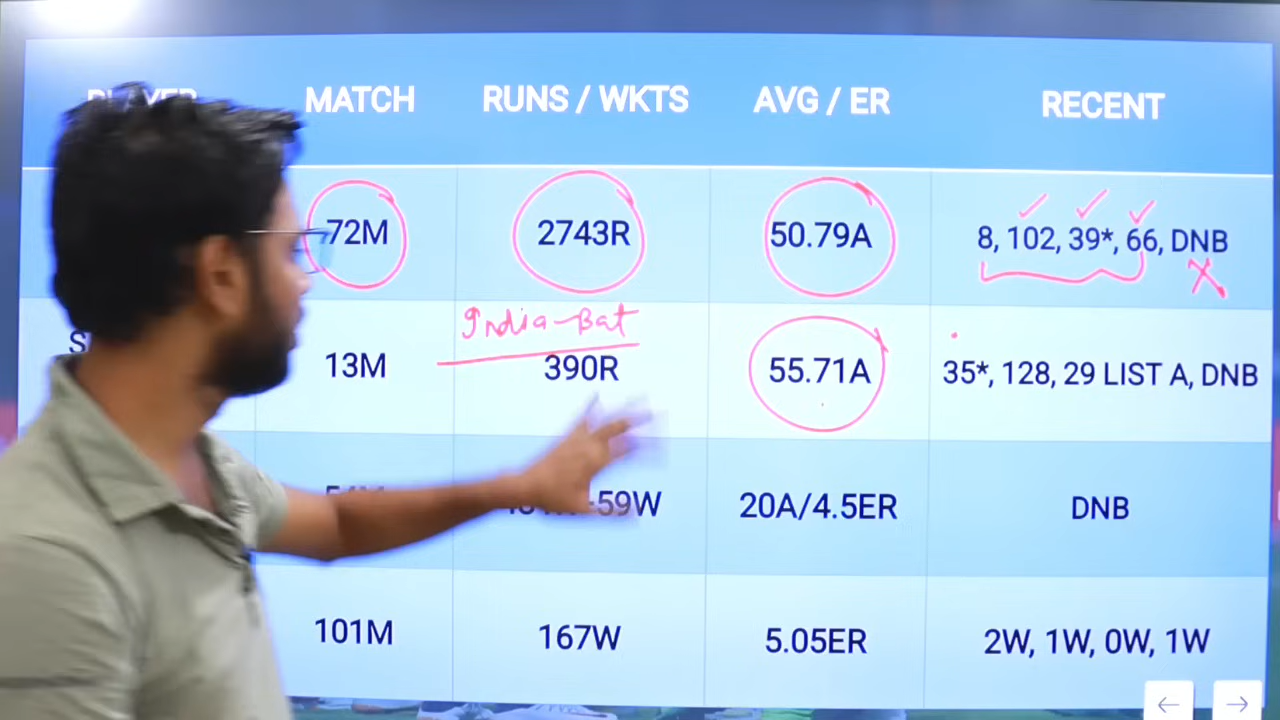 PLAYER MATCH RUNS / WKTS AVG / ER RECENT
72M 2743R 50.79A 8, 102, 39*, 66, DNB
India-Bat
13M 390R 55.71A 35*, 128, 29 LIST A, DNB
-59W 20A/4.5ER DNB
101M 167W 5.05ER 2W, 1W, 0W, 1W